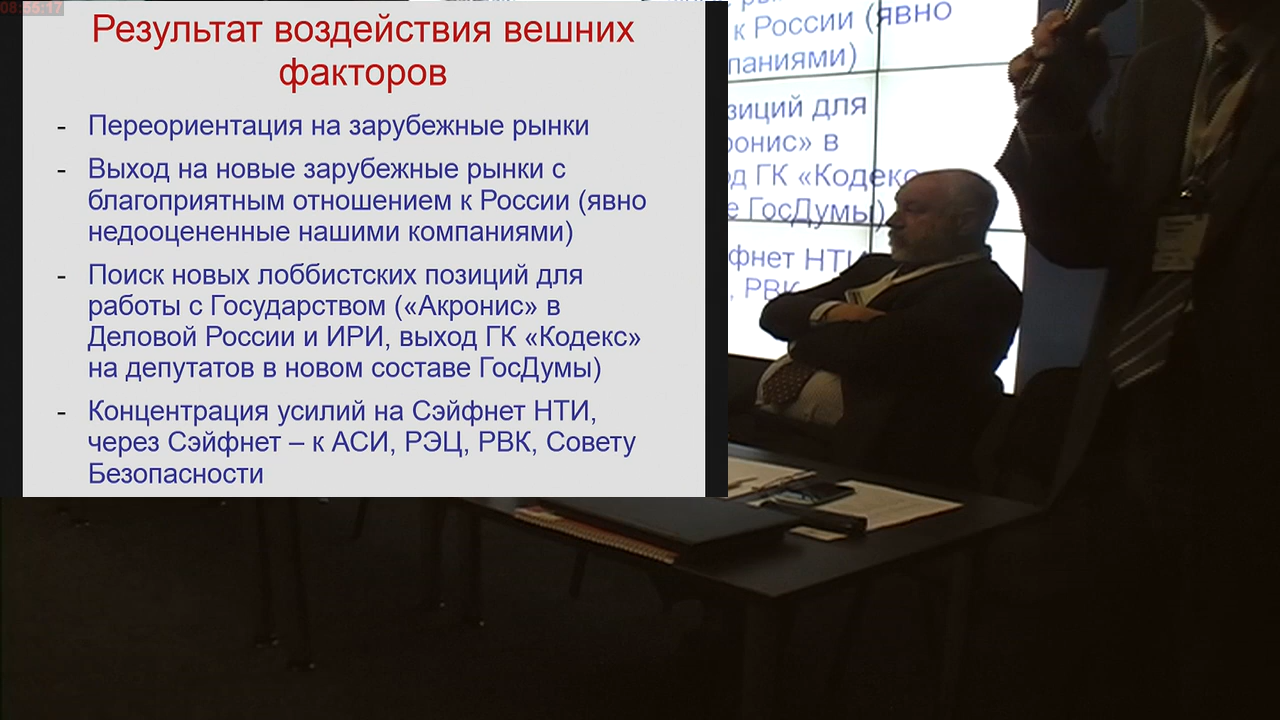 08:55:17
Результат воздействия вешних
факторов
- Переориентация на зарубежные рынки
- Выход на новые зарубежные рынки с
благоприятным отношением к России (явно
недооцененные нашими компаниями)
- Поиск новых лоббистских позиций для
работы с Государством («Акронис» в
Деловой России и ИРИ, выход ГК «Кодекс»
на депутатов в новом составе ГосДумы)
- Концентрация усилий на Сэйфнет НТИ,
через Сэйфнет – к АСИ, РЭЦ, РВК, Совету
Безопасности
к России (явно
паниями)
зиций для
ронис» в
од ГК «Кодекс
е ГосДумы)
фнет НТИ
, РВК